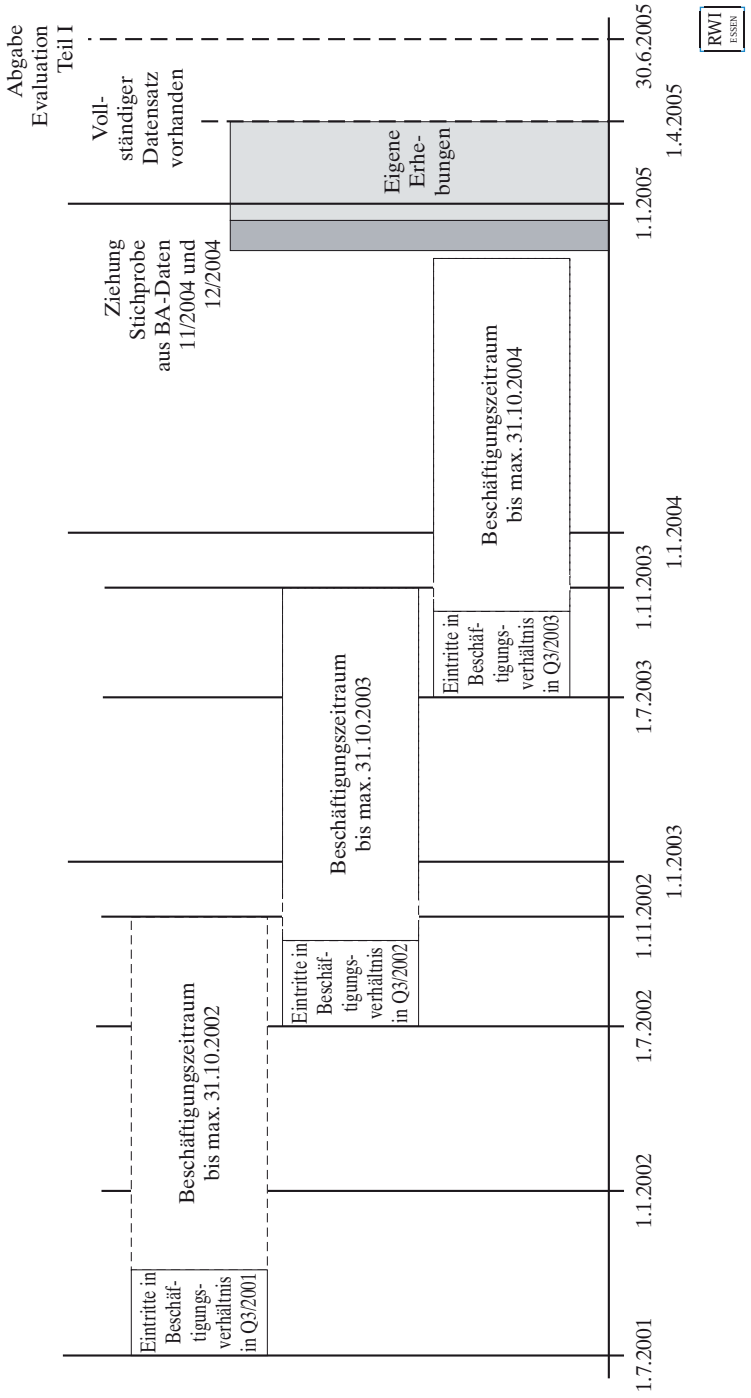 Abgabe
Evaluation
Teil I
Voll-
ständiger
Datensatz
vorhanden
Ziehung
Stichprobe
aus BA-Daten
11/2004 und
12/2004
Eigene
Erhe-
bungen
Eintritte in
Beschäf-
tigungs-
verhältnis
in Q3/2001
Beschäftigungszeitraum
bis max. 31.10.2002
Eintritte in
Beschäf-
tigungs-
verhältnis
in Q3/2002
Beschäftigungszeitraum
bis max. 31.10.2003
Eintritte in
Beschäf-
tigungs-
verhältnis
in Q3/2003
Beschäftigungszeitraum
bis max. 31.10.2004
1.7.2001
1.1.2002
1.7.2002
1.11.2002
1.1.2003
1.7.2003
1.11.2003
1.1.2004
1.1.2005
1.4.2005
30.6.2005
RWI
ESSEN